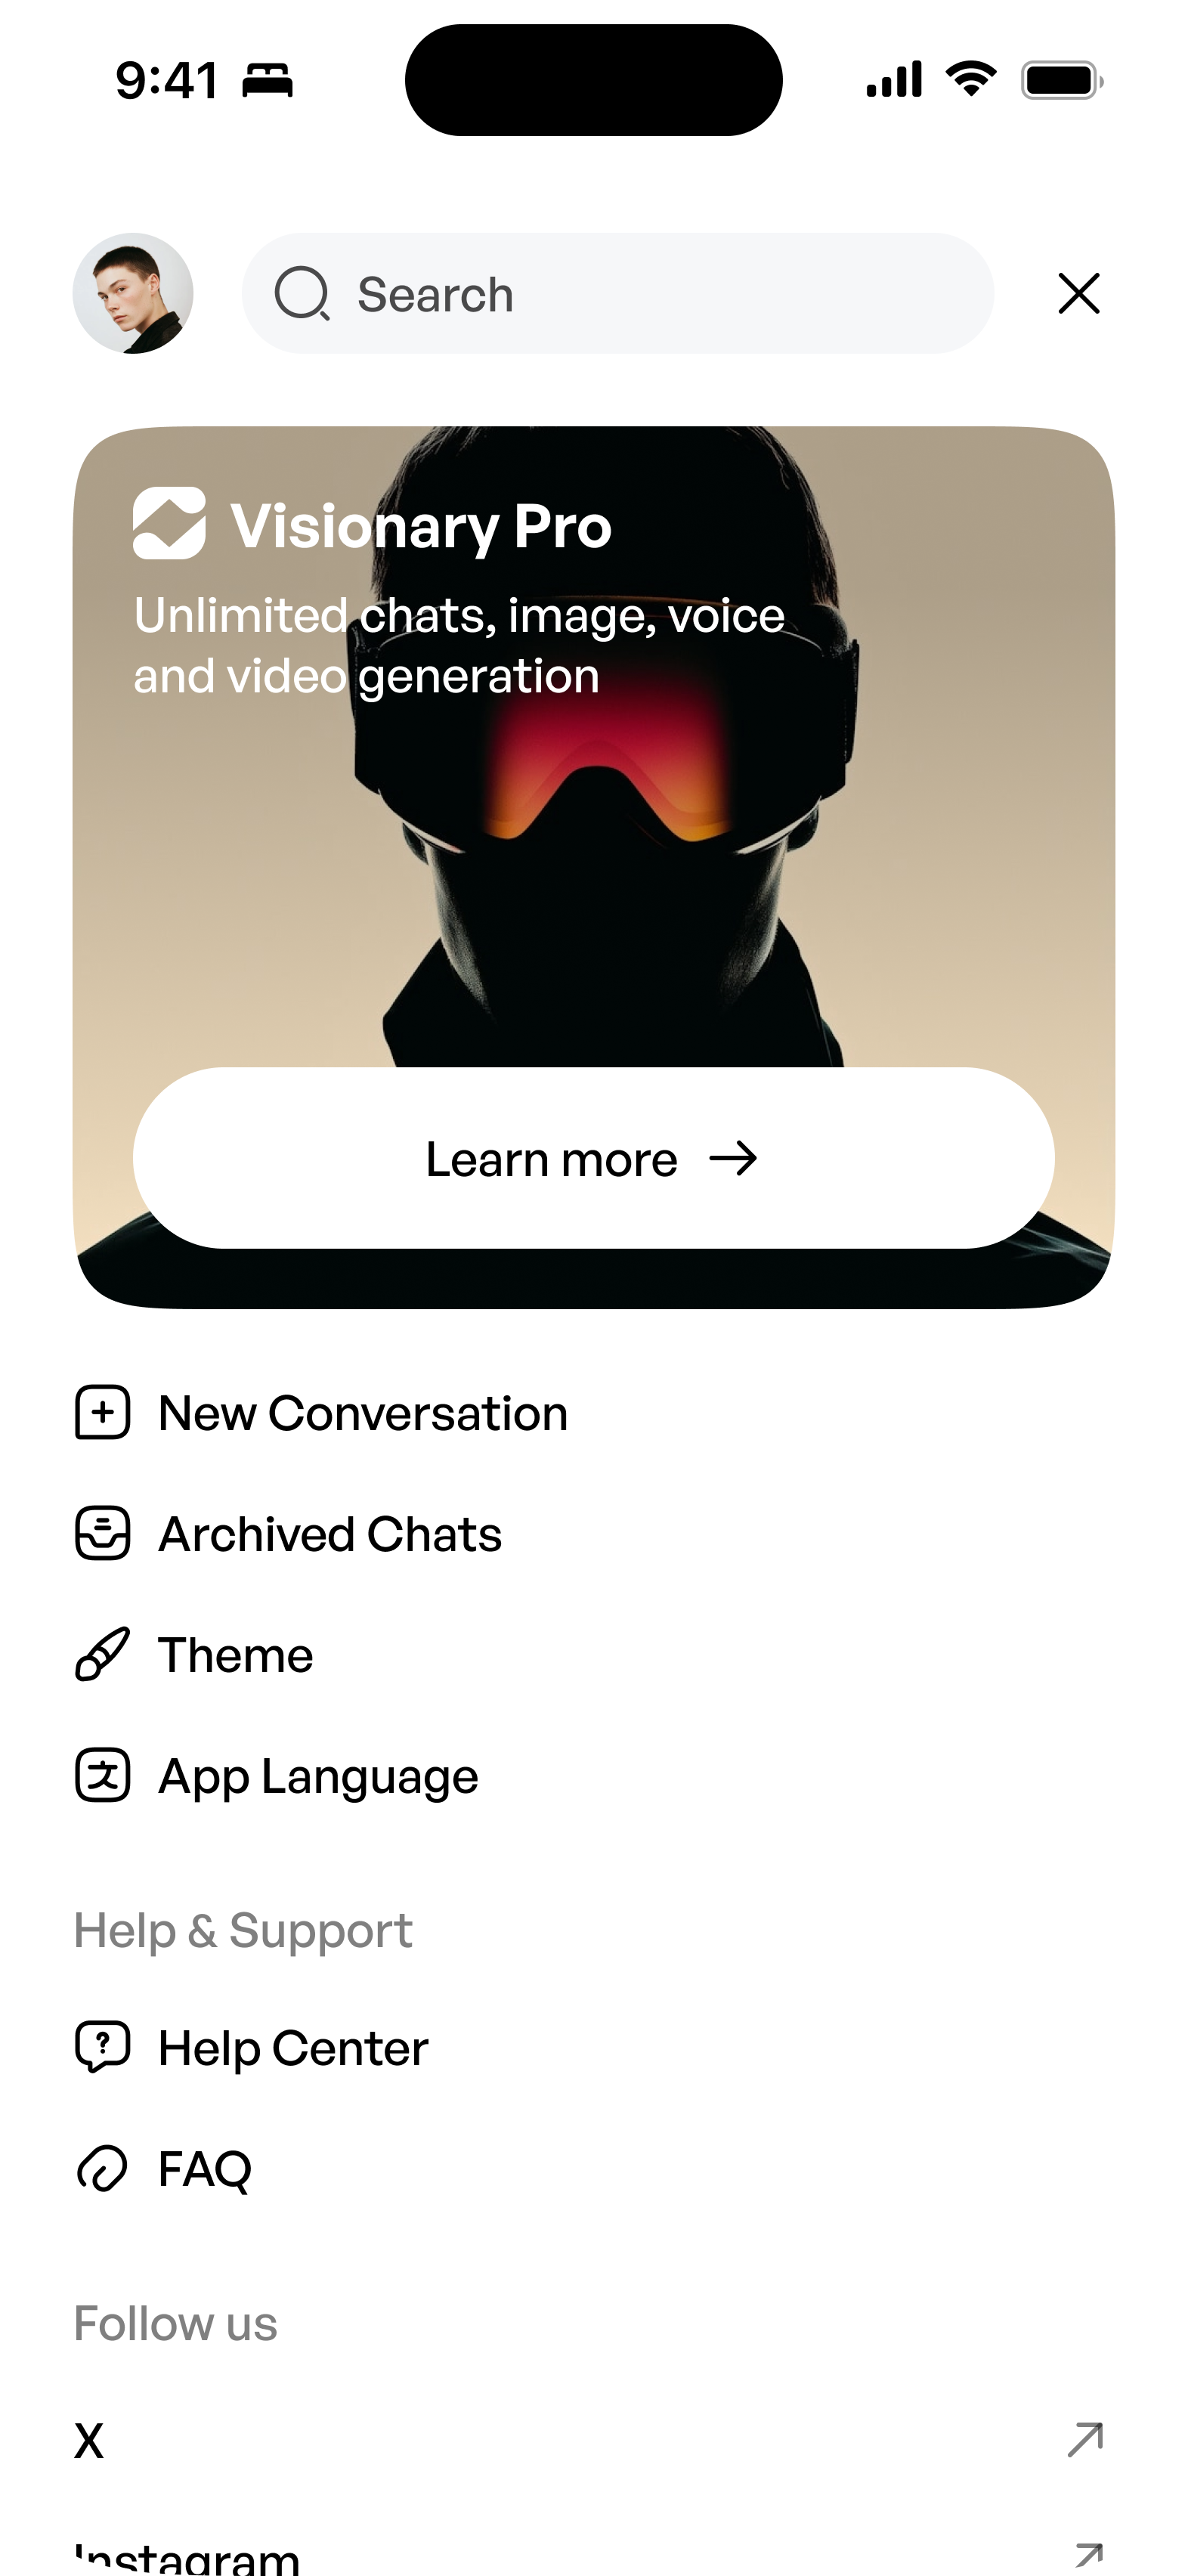 9:41
Search
Visionary Pro
Unlimited chats, image, voice
and video generation
Learn more
New Conversation
Archived Chats
Theme
App Language
Help & Support
Help Center
FAQ
Follow us
X
Instagram